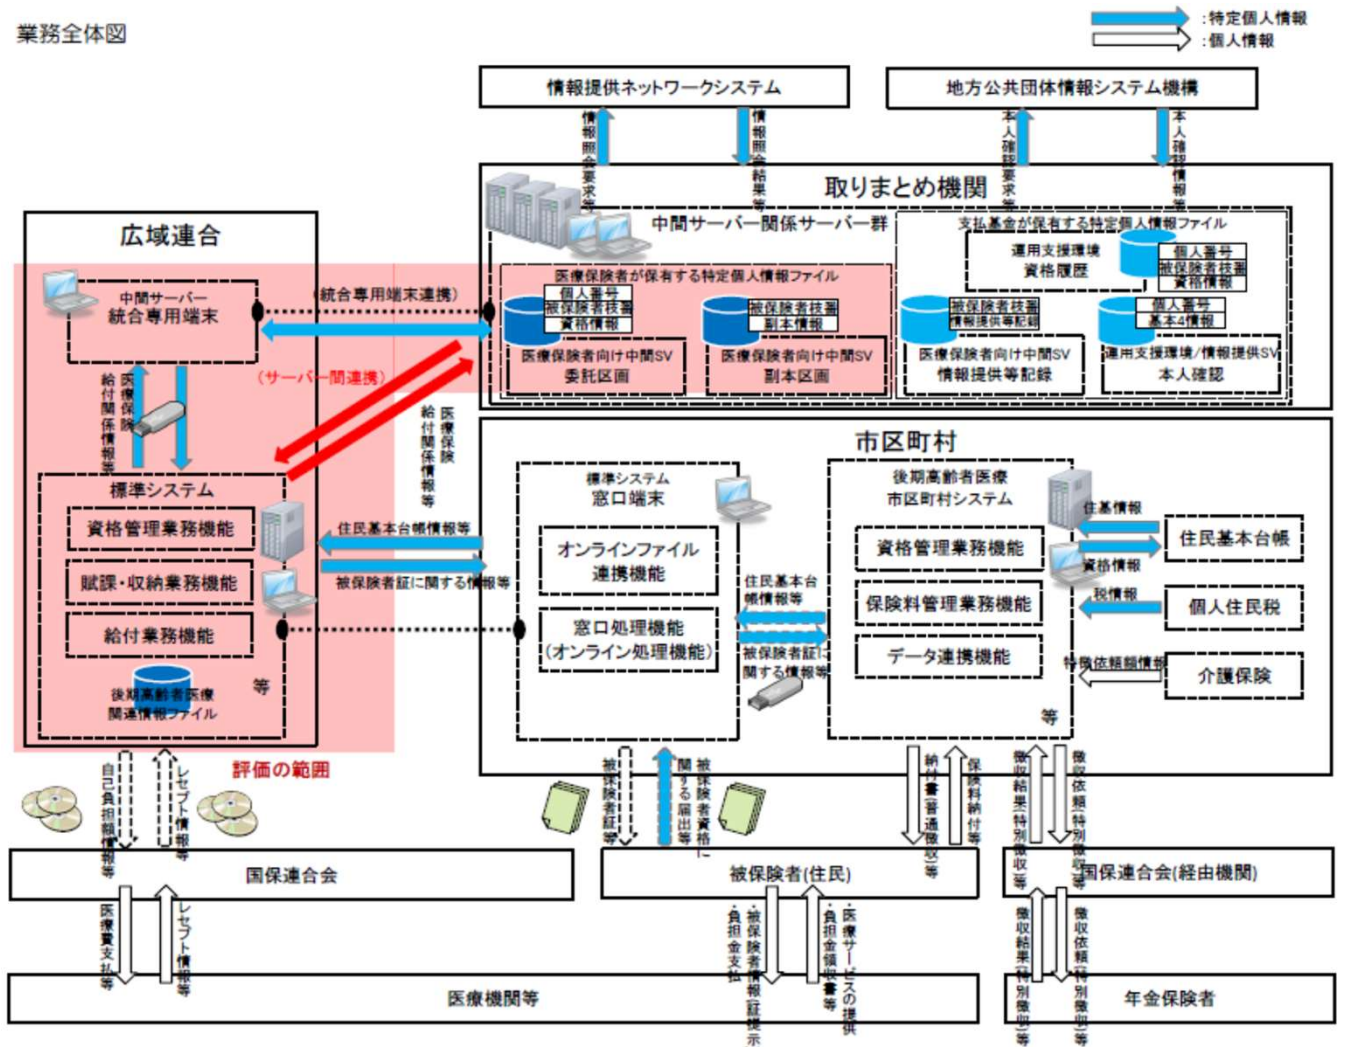 業務全体図
:特定個人情報
:個人情報
情報提供ネットワークシステム
地方公共団体情報システム機構
情報照会要求等
情報照会結果等
本人確認要求等
本人確認情報等
取りまとめ機関
中間サーバー関係サーバー群
支払基金が保有する特定個人情報ファイル
運用支援環境
資格履歴
個人番号
被保険者枝番
資格情報
医療保険者が保有する特定個人情報ファイル
個人番号
被保険者枝番
資格情報
被保険者枝番
副本情報
被保険者枝番
情報提供等記録
個人番号
基本4情報
医療保険者向け中間SV
委託区画
医療保険者向け中間SV
副本区画
医療保険者向け中間SV
情報提供等記録
運用支援環境/情報提供SV
本人確認
広域連合
中間サーバー
統合専用端末
(統合専用端末連携)
(サーバー間連携)
医療保険
給付関係情報等
医療保険
給付関係情報等
標準システム
資格管理業務機能
賦課・収納業務機能
給付業務機能
後期高齢者医療
関連情報ファイル
等
評価の範囲
住民基本台帳情報等
被保険者証に関する情報等
市区町村
標準システム
窓口端末
オンラインファイル
連携機能
窓口処理機能
(オンライン処理機能)
住民基本台
帳情報等
被保険者証に
関する情報等
後期高齢者医療
市区町村システム
資格管理業務機能
保険料管理業務機能
データ連携機能
等
住基情報
資格情報
税情報
特徴依頼額情報
住民基本台帳
個人住民税
介護保険
自己負担額情報等
レセプト情報等
被保険者証等
被保険者資格に
関する届出等
納付書(普通徴収)等
保険料納付等
徴収結果(特別徴収)等
徴収依頼(特別徴収)等
国保連合会
被保険者(住民)
国保連合会(経由機関)
医療費支払等
レセプト情報等
・被保険者情報(証)提示
・負担金支払
・医療サービスの提供
・負担金領収書等
徴収結果(特別徴収)等
徴収依頼(特別徴収)等
医療機関等
年金保険者